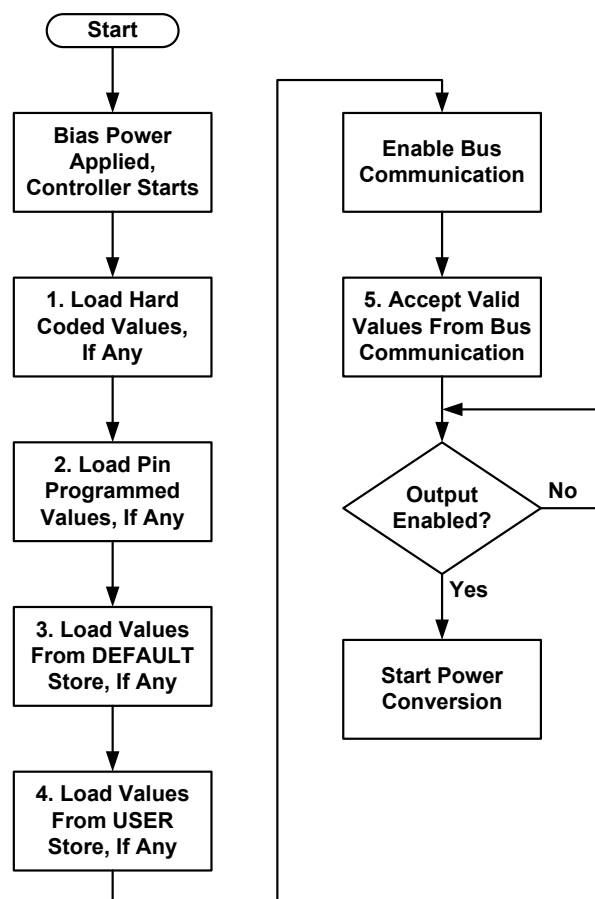 Start
Bias Power
Applied,
Controller Starts
1. Load Hard
Coded Values,
If Any
2. Load Pin
Programmed
Values, If Any
3. Load Values
From DEFAULT
Store, If Any
4. Load Values
From USER
Store, If Any
Enable Bus
Communication
5. Accept Valid
Values From Bus
Communication
Output
Enabled?
No
Yes
Start Power
Conversion